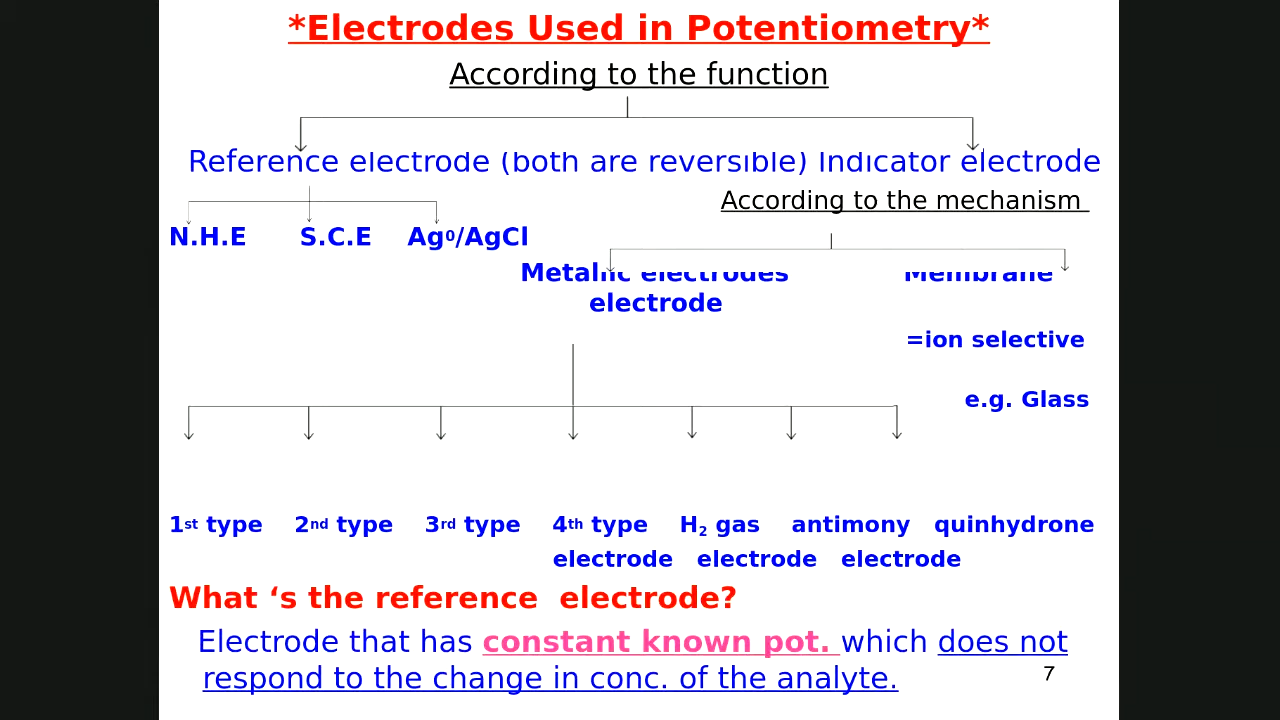 *Electrodes Used in Potentiometry*
According to the function
Reference electrode (both are reversible) Indicator electrode
According to the mechanism
N.H.E S.C.E Ag⁰/AgCl
Metallic electrodes Membrane
electrode
=ion selective
e.g. Glass
1st type 2nd type 3rd type 4th type H₂ gas antimony quinhydrone
electrode electrode electrode
What ‘s the reference electrode?
Electrode that has constant known pot. which does not
respond to the change in conc. of the analyte.
7